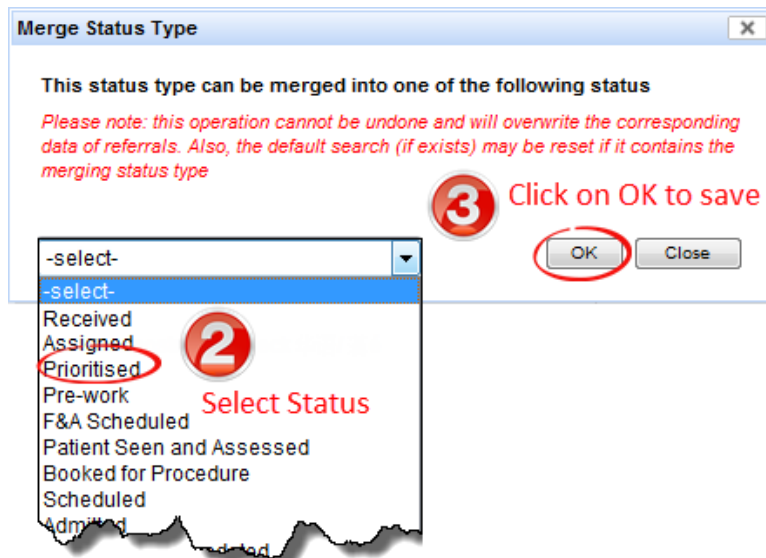 Merge Status Type
This status type can be merged into one of the following status
Please note: this operation cannot be undone and will overwrite the corresponding
data of referrals. Also, the default search (if exists) may be reset if it contains the
merging status type
3 Click on OK to save
-select-
OK Close
-select-
Received
Assigned
2
Prioritised
Pre-work
Select Status
F&A Scheduled
Patient Seen and Assessed
Booked for Procedure
Scheduled
Admitted